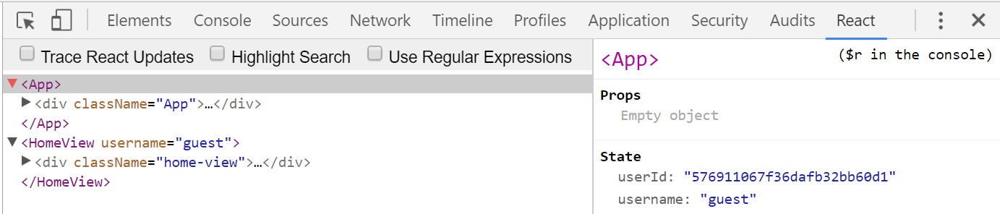 Elements Console Sources Network Timeline Profiles Application Security Audits React
Trace React Updates Highlight Search Use Regular Expressions
<App>
<div className="App">…</div>
</App>
<HomeView username="guest">
<div className="home-view">…</div>
</HomeView>
<App> ($r in the console)
Props
Empty object
State
userId: "576911067f36dafb32bb60d1"
username: "guest"